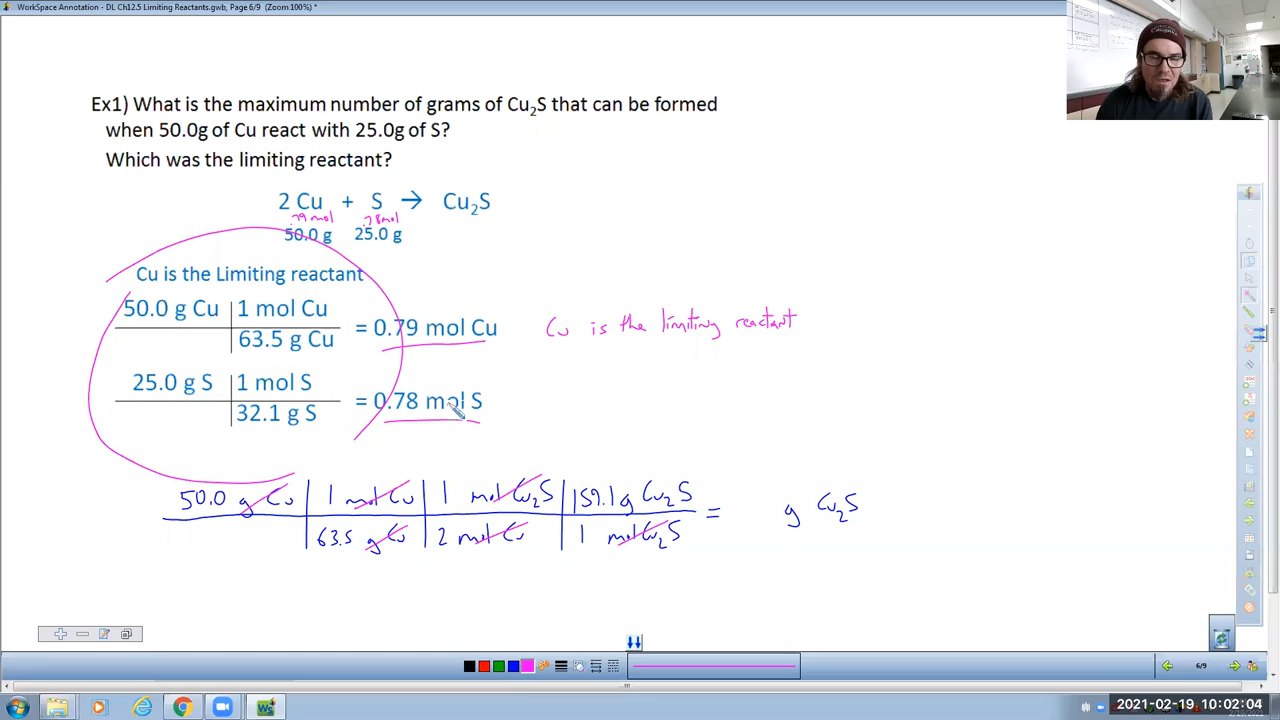 WorkSpace Annotation - DL Ch12.5 Limiting Reactants.gwb, Page 6/9 (Zoom 100%) *
Ex1) What is the maximum number of grams of Cu₂S that can be formed
when 50.0g of Cu react with 25.0g of S?
Which was the limiting reactant?
2 Cu + S → Cu₂S
.79 mol .78mol
50.0 g 25.0 g
Cu is the Limiting reactant
50.0 g Cu 1 mol Cu
63.5 g Cu
= 0.79 mol Cu Cu is the limiting reactant
25.0 g S 1 mol S
32.1 g S
= 0.78 mol S
50.0 g Cu 1 mol Cu 1 mol Cu₂S 159.1 g Cu₂S
= g Cu₂S
63.5 g Cu 2 mol Cu 1 mol Cu₂S
6/9
2021-02-19 10:02:04